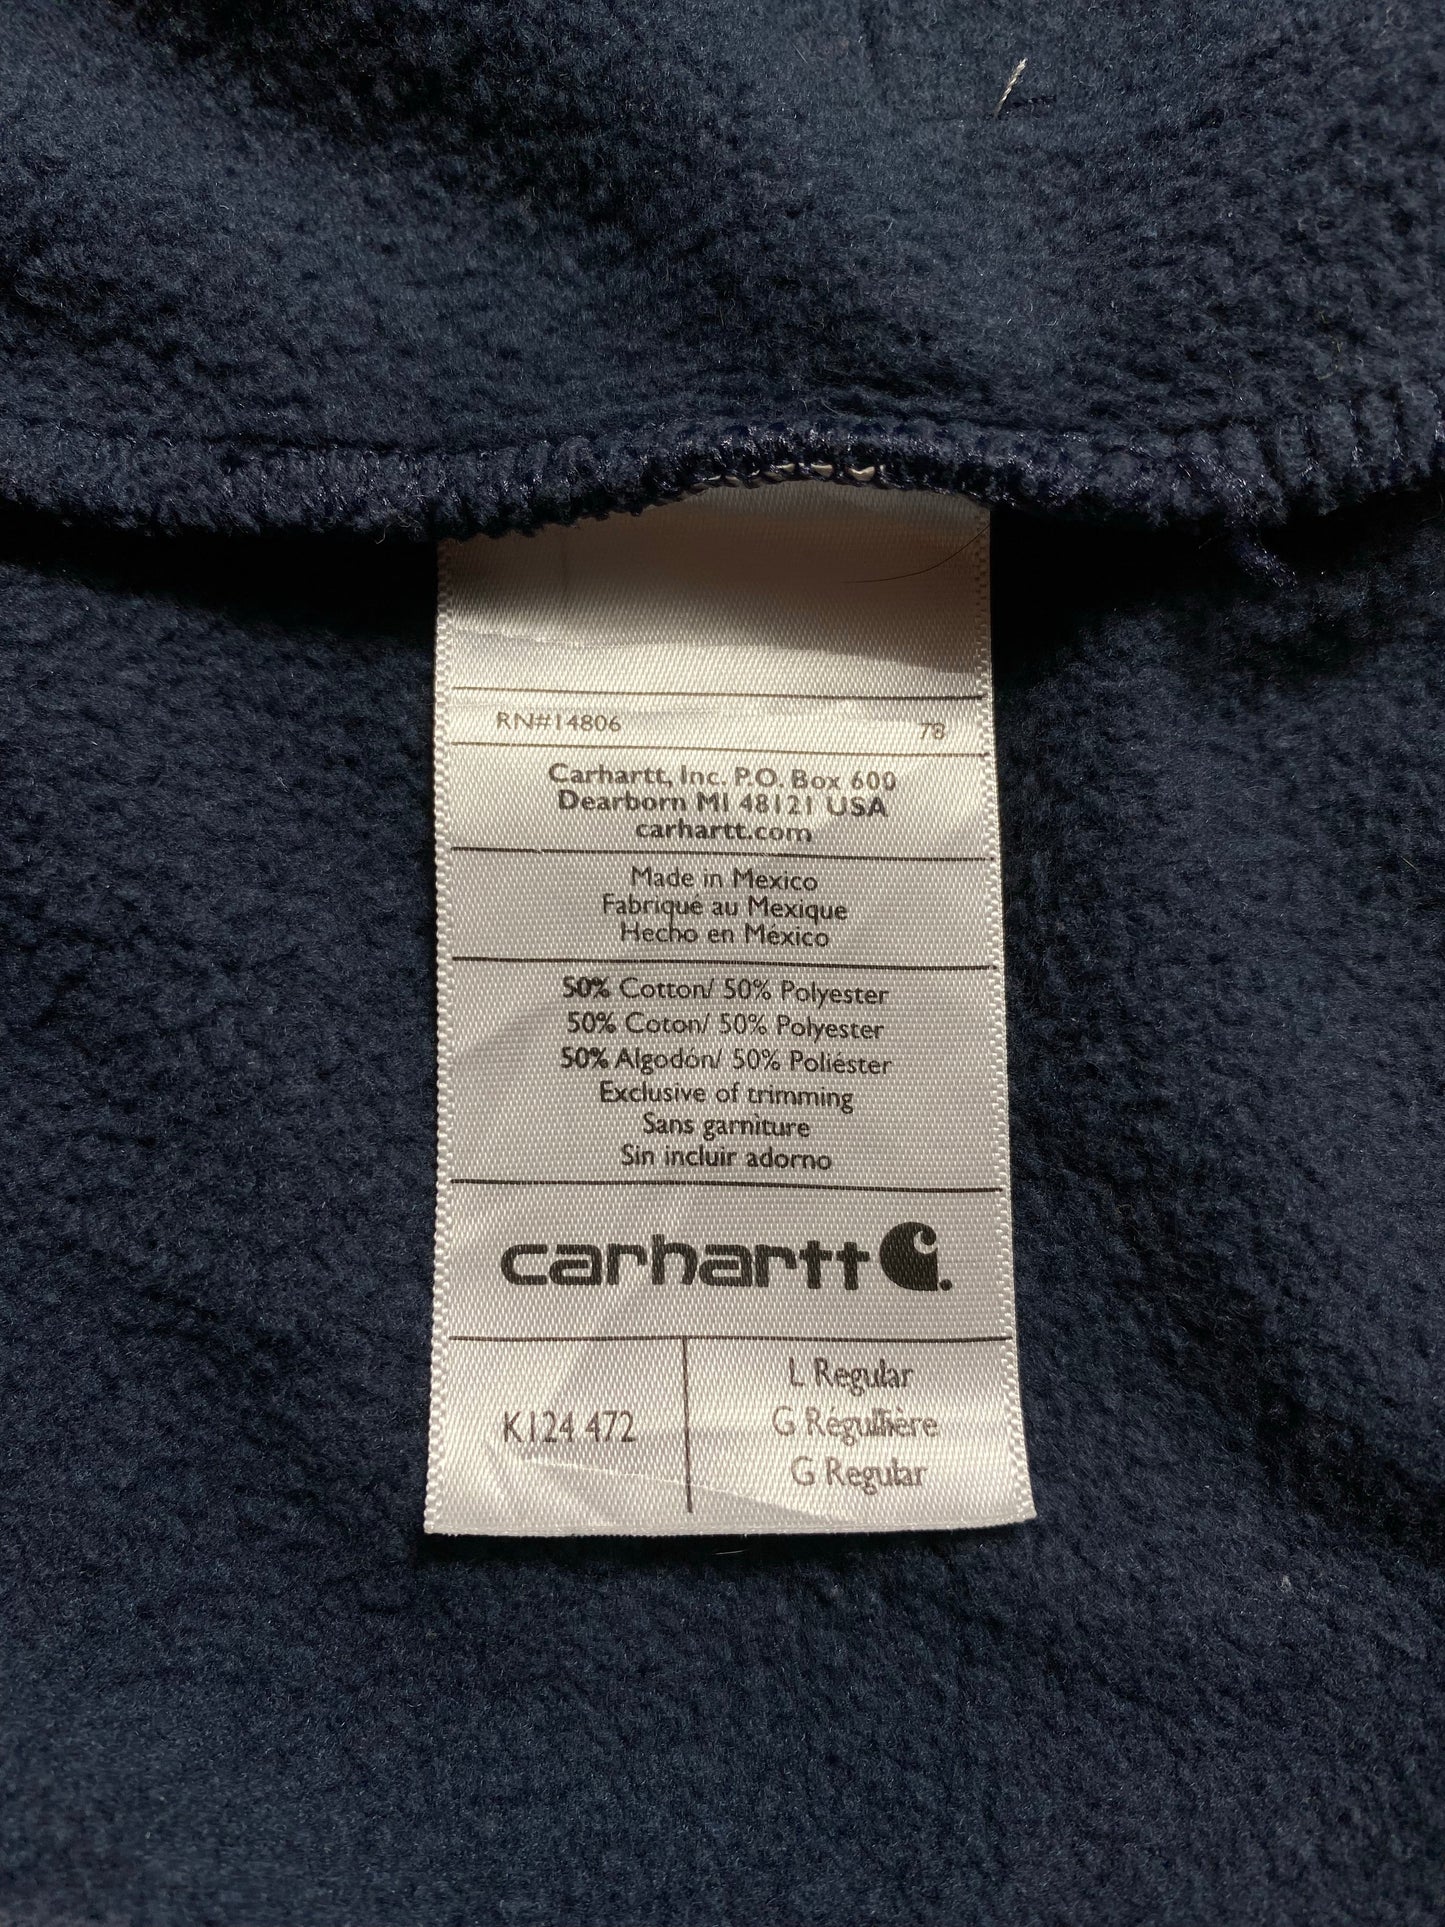 RN#14806 78
Carhartt, Inc. P.O. Box 600
Dearborn MI 48121 USA
carhartt.com
Made in Mexico
Fabriqué au Mexique
Hecho en México
50% Cotton/ 50% Polyester
50% Coton/ 50% Polyester
50% Algodón/ 50% Poliéster
Exclusive of trimming
Sans garniture
Sin incluir adorno
carhartt
K124 472
L Regular
G
G Regular